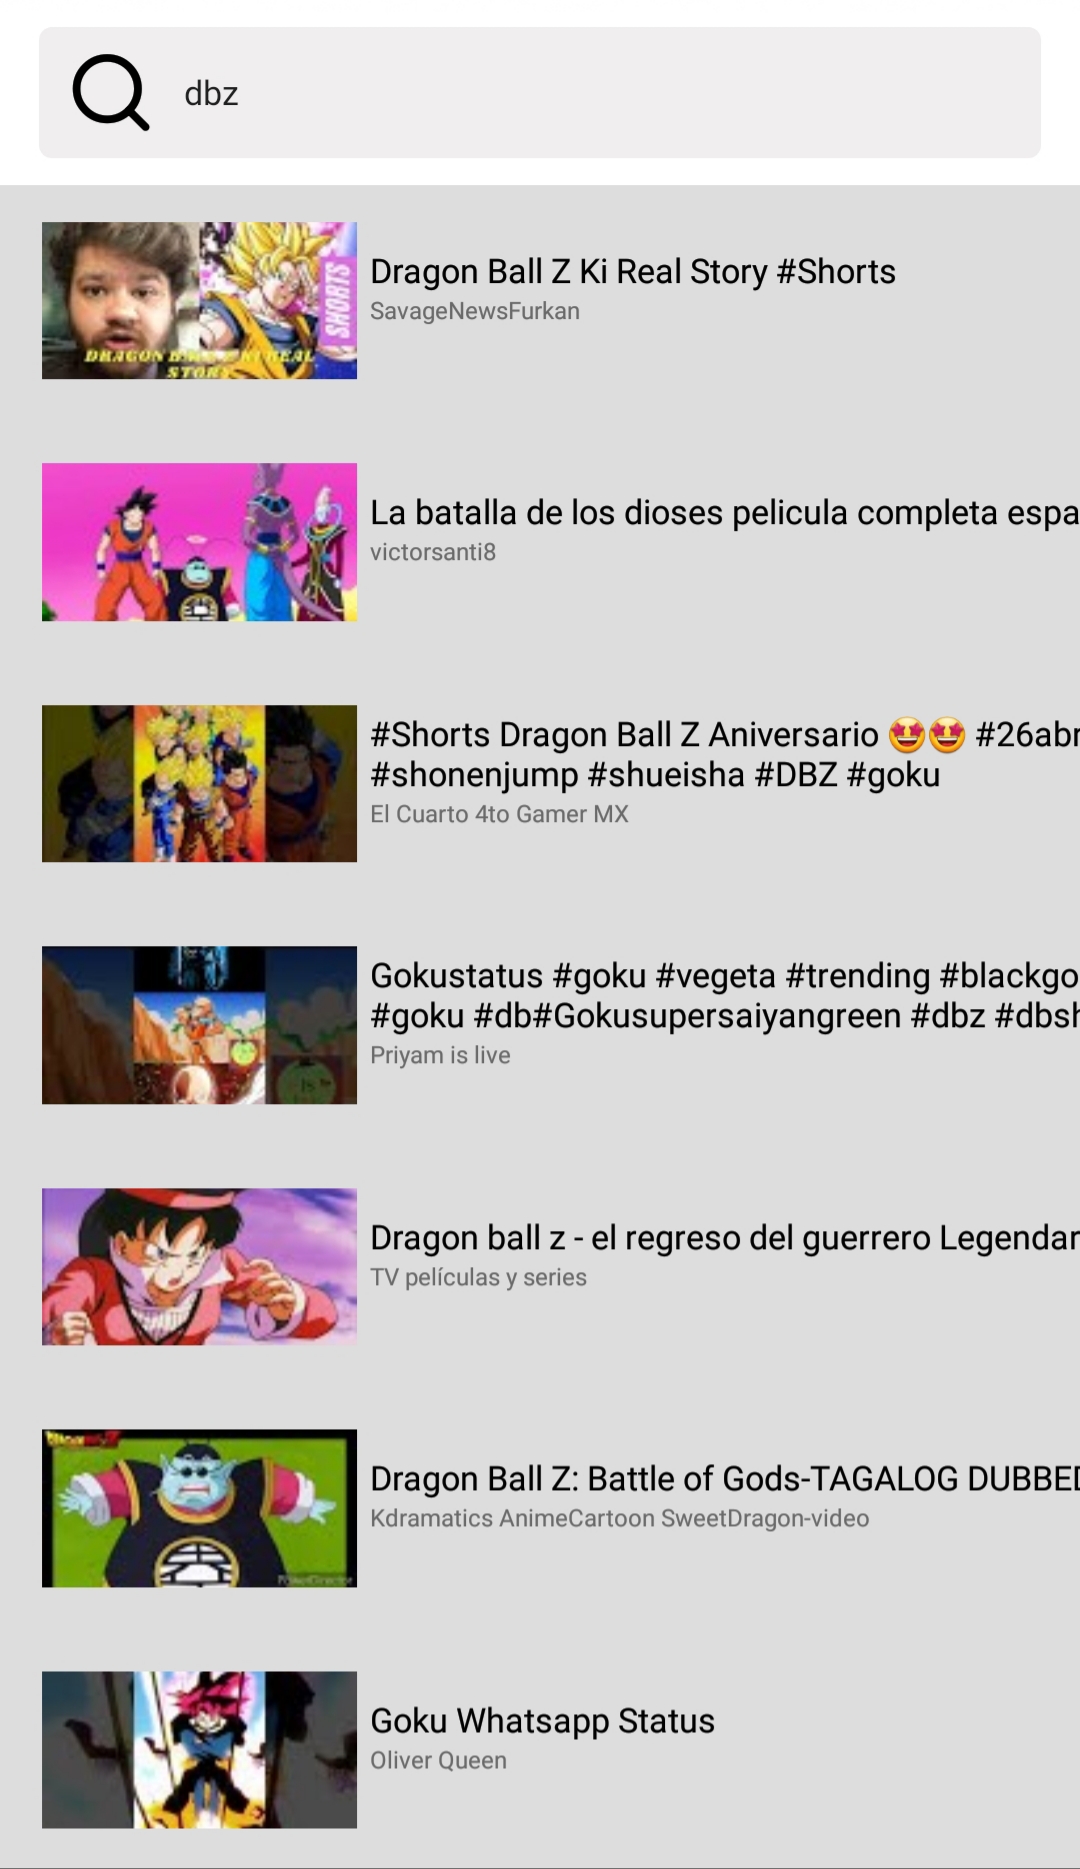 dbz
DRAGON BALL Z KI REAL
STORY
SHORTS
Dragon Ball Z Ki Real Story #Shorts
SavageNewsFurkan
La batalla de los dioses pelicula completa espa
victorsanti8
#Shorts Dragon Ball Z Aniversario 🤩🤩 #26abr
#shonenjump #shueisha #DBZ #goku
El Cuarto 4to Gamer MX
Gokustatus #goku #vegeta #trending #blackgo
#goku #db#Gokusupersaiyangreen #dbz #dbsh
Priyam is live
Dragon ball z - el regreso del guerrero Legendar
TV películas y series
Dragon Ball Z: Battle of Gods-TAGALOG DUBBED
Kdramatics AnimeCartoon SweetDragon-video
Goku Whatsapp Status
Oliver Queen